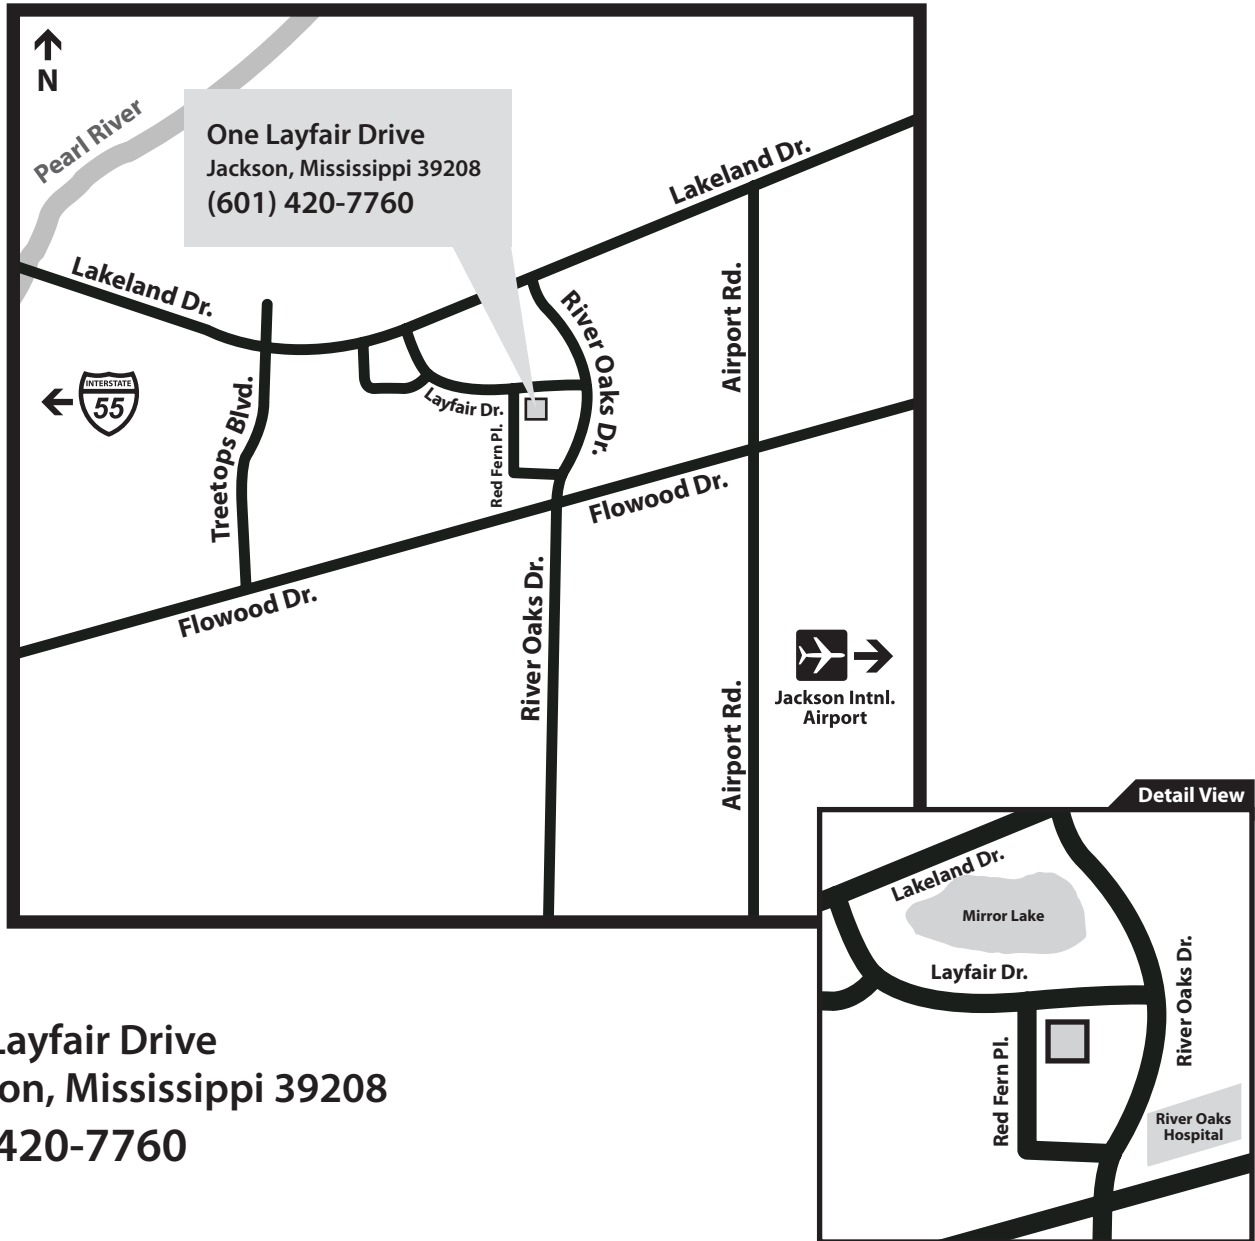 N
Pearl River
One Layfair Drive
Jackson, Mississippi 39208
(601) 420-7760
Lakeland Dr.
Lakeland Dr.
River Oaks Dr.
Airport Rd.
INTERSTATE
55
Treetops Blvd.
Layfair Dr.
Red Fern Pl.
Flowood Dr.
Flowood Dr.
River Oaks Dr.
Airport Rd.
Jackson Intnl.
Airport
Detail View
Lakeland Dr.
Mirror Lake
Layfair Dr.
River Oaks Dr.
Red Fern Pl.
River Oaks
Hospital
Layfair Drive
on, Mississippi 39208
420-7760